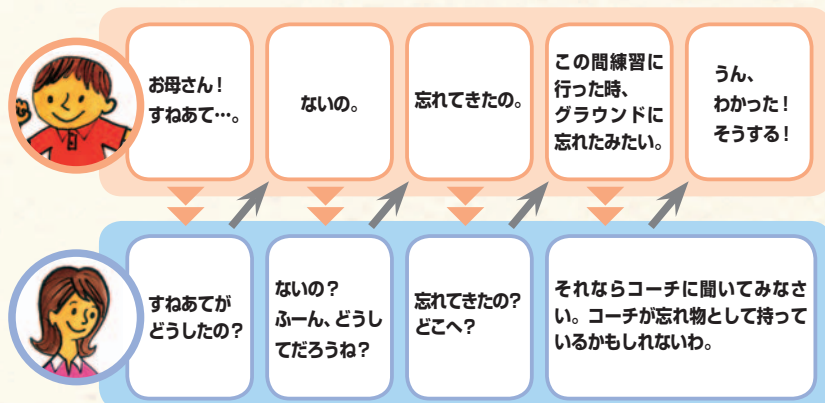 お母さん!
すねあて…。
すねあてが
どうしたの?
ないの。
ないの?
ふーん、どうし
てだろうね?
忘れてきたの。
忘れてきたの?
どこへ?
この間練習に
行った時、
グラウンドに
忘れたみたい。
それならコーチに聞いてみなさ
い。コーチが忘れ物として持って
いるかもしれないわ。
うん、
わかった!
そうする!